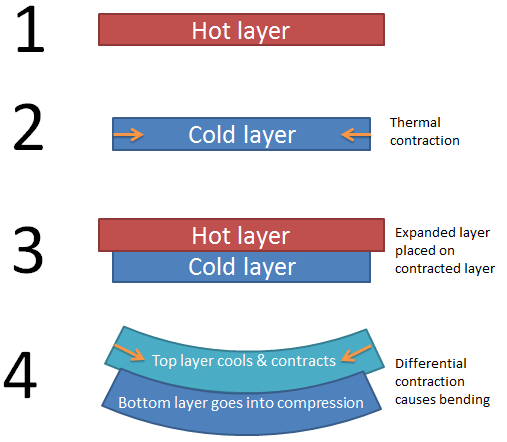 1
Hot layer
2
Cold layer
Thermal
contraction
3
Hot layer
Cold layer
Expanded layer
placed on
contracted layer
4
Top layer cools & contracts
Bottom layer goes into compression
Differential
contraction
causes bending